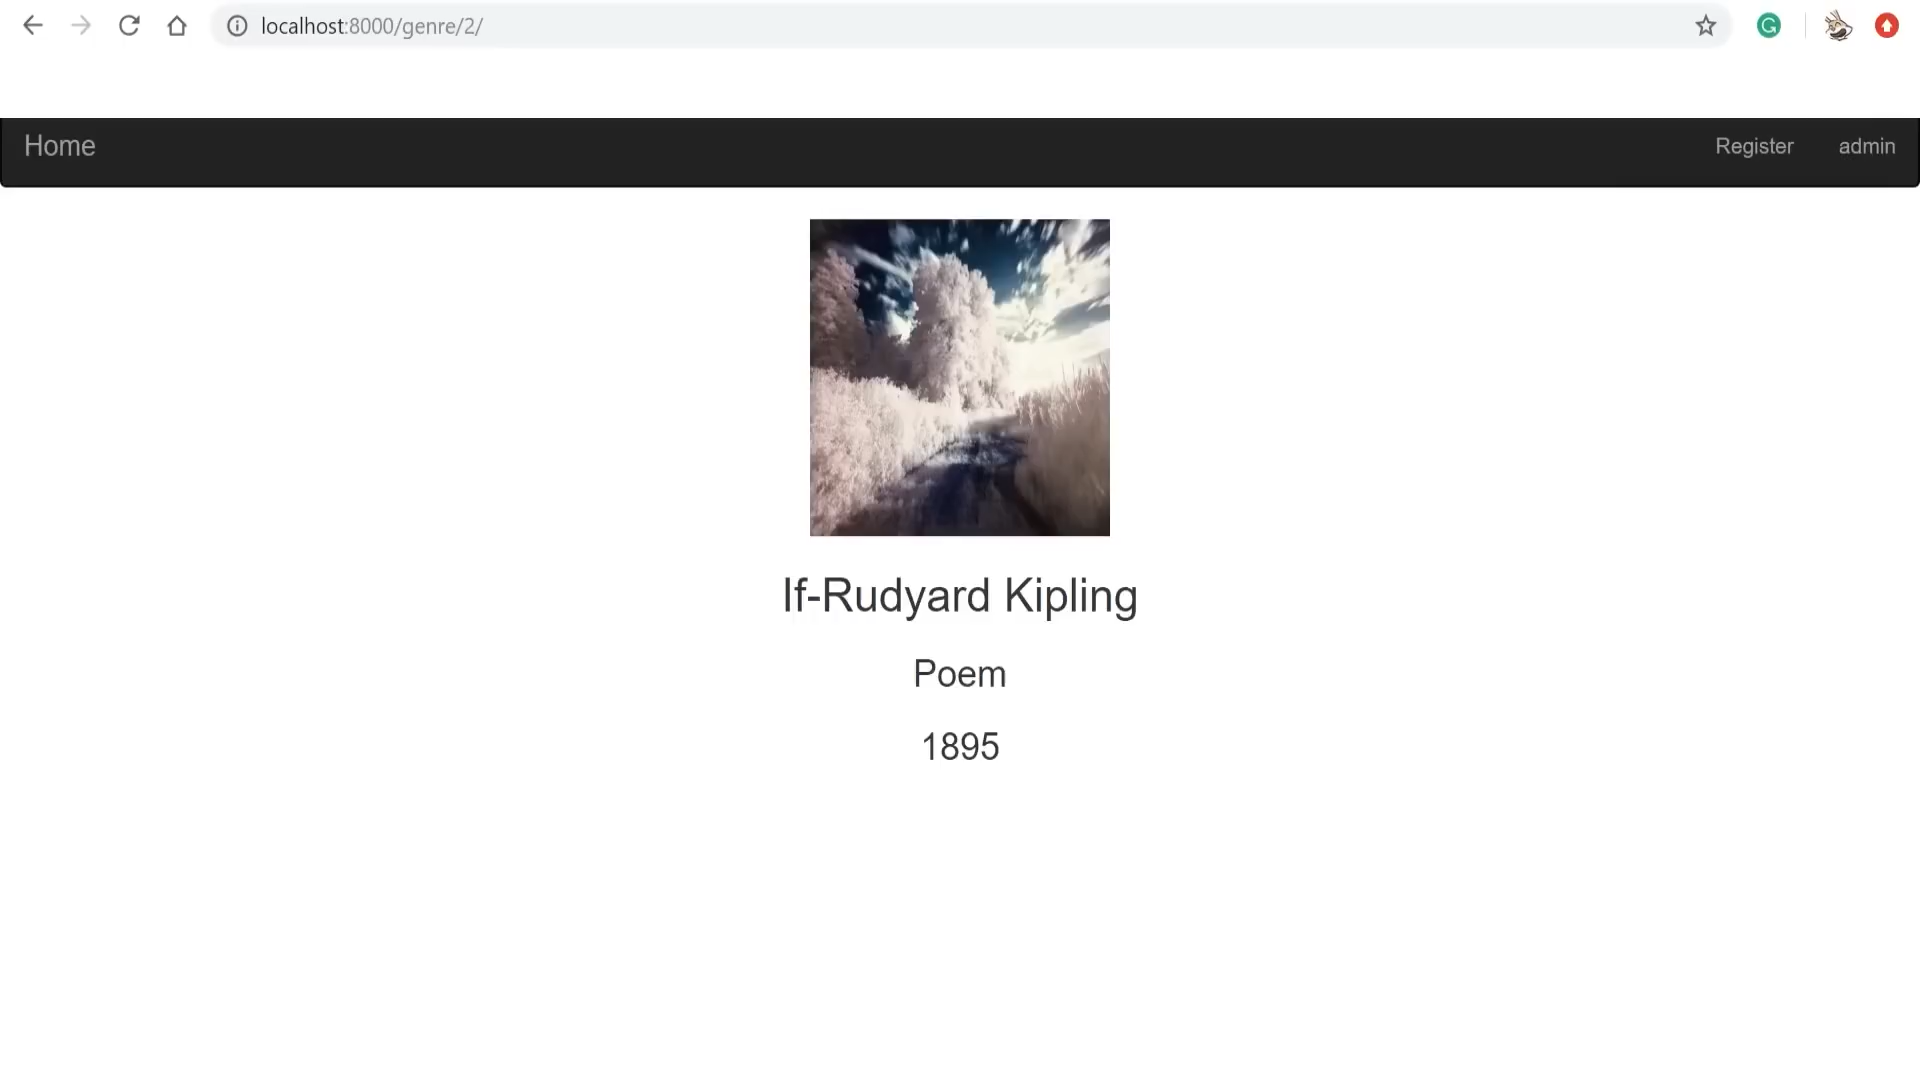 localhost:8000/genre/2/
Home
Register
admin
If-Rudyard Kipling
Poem
1895